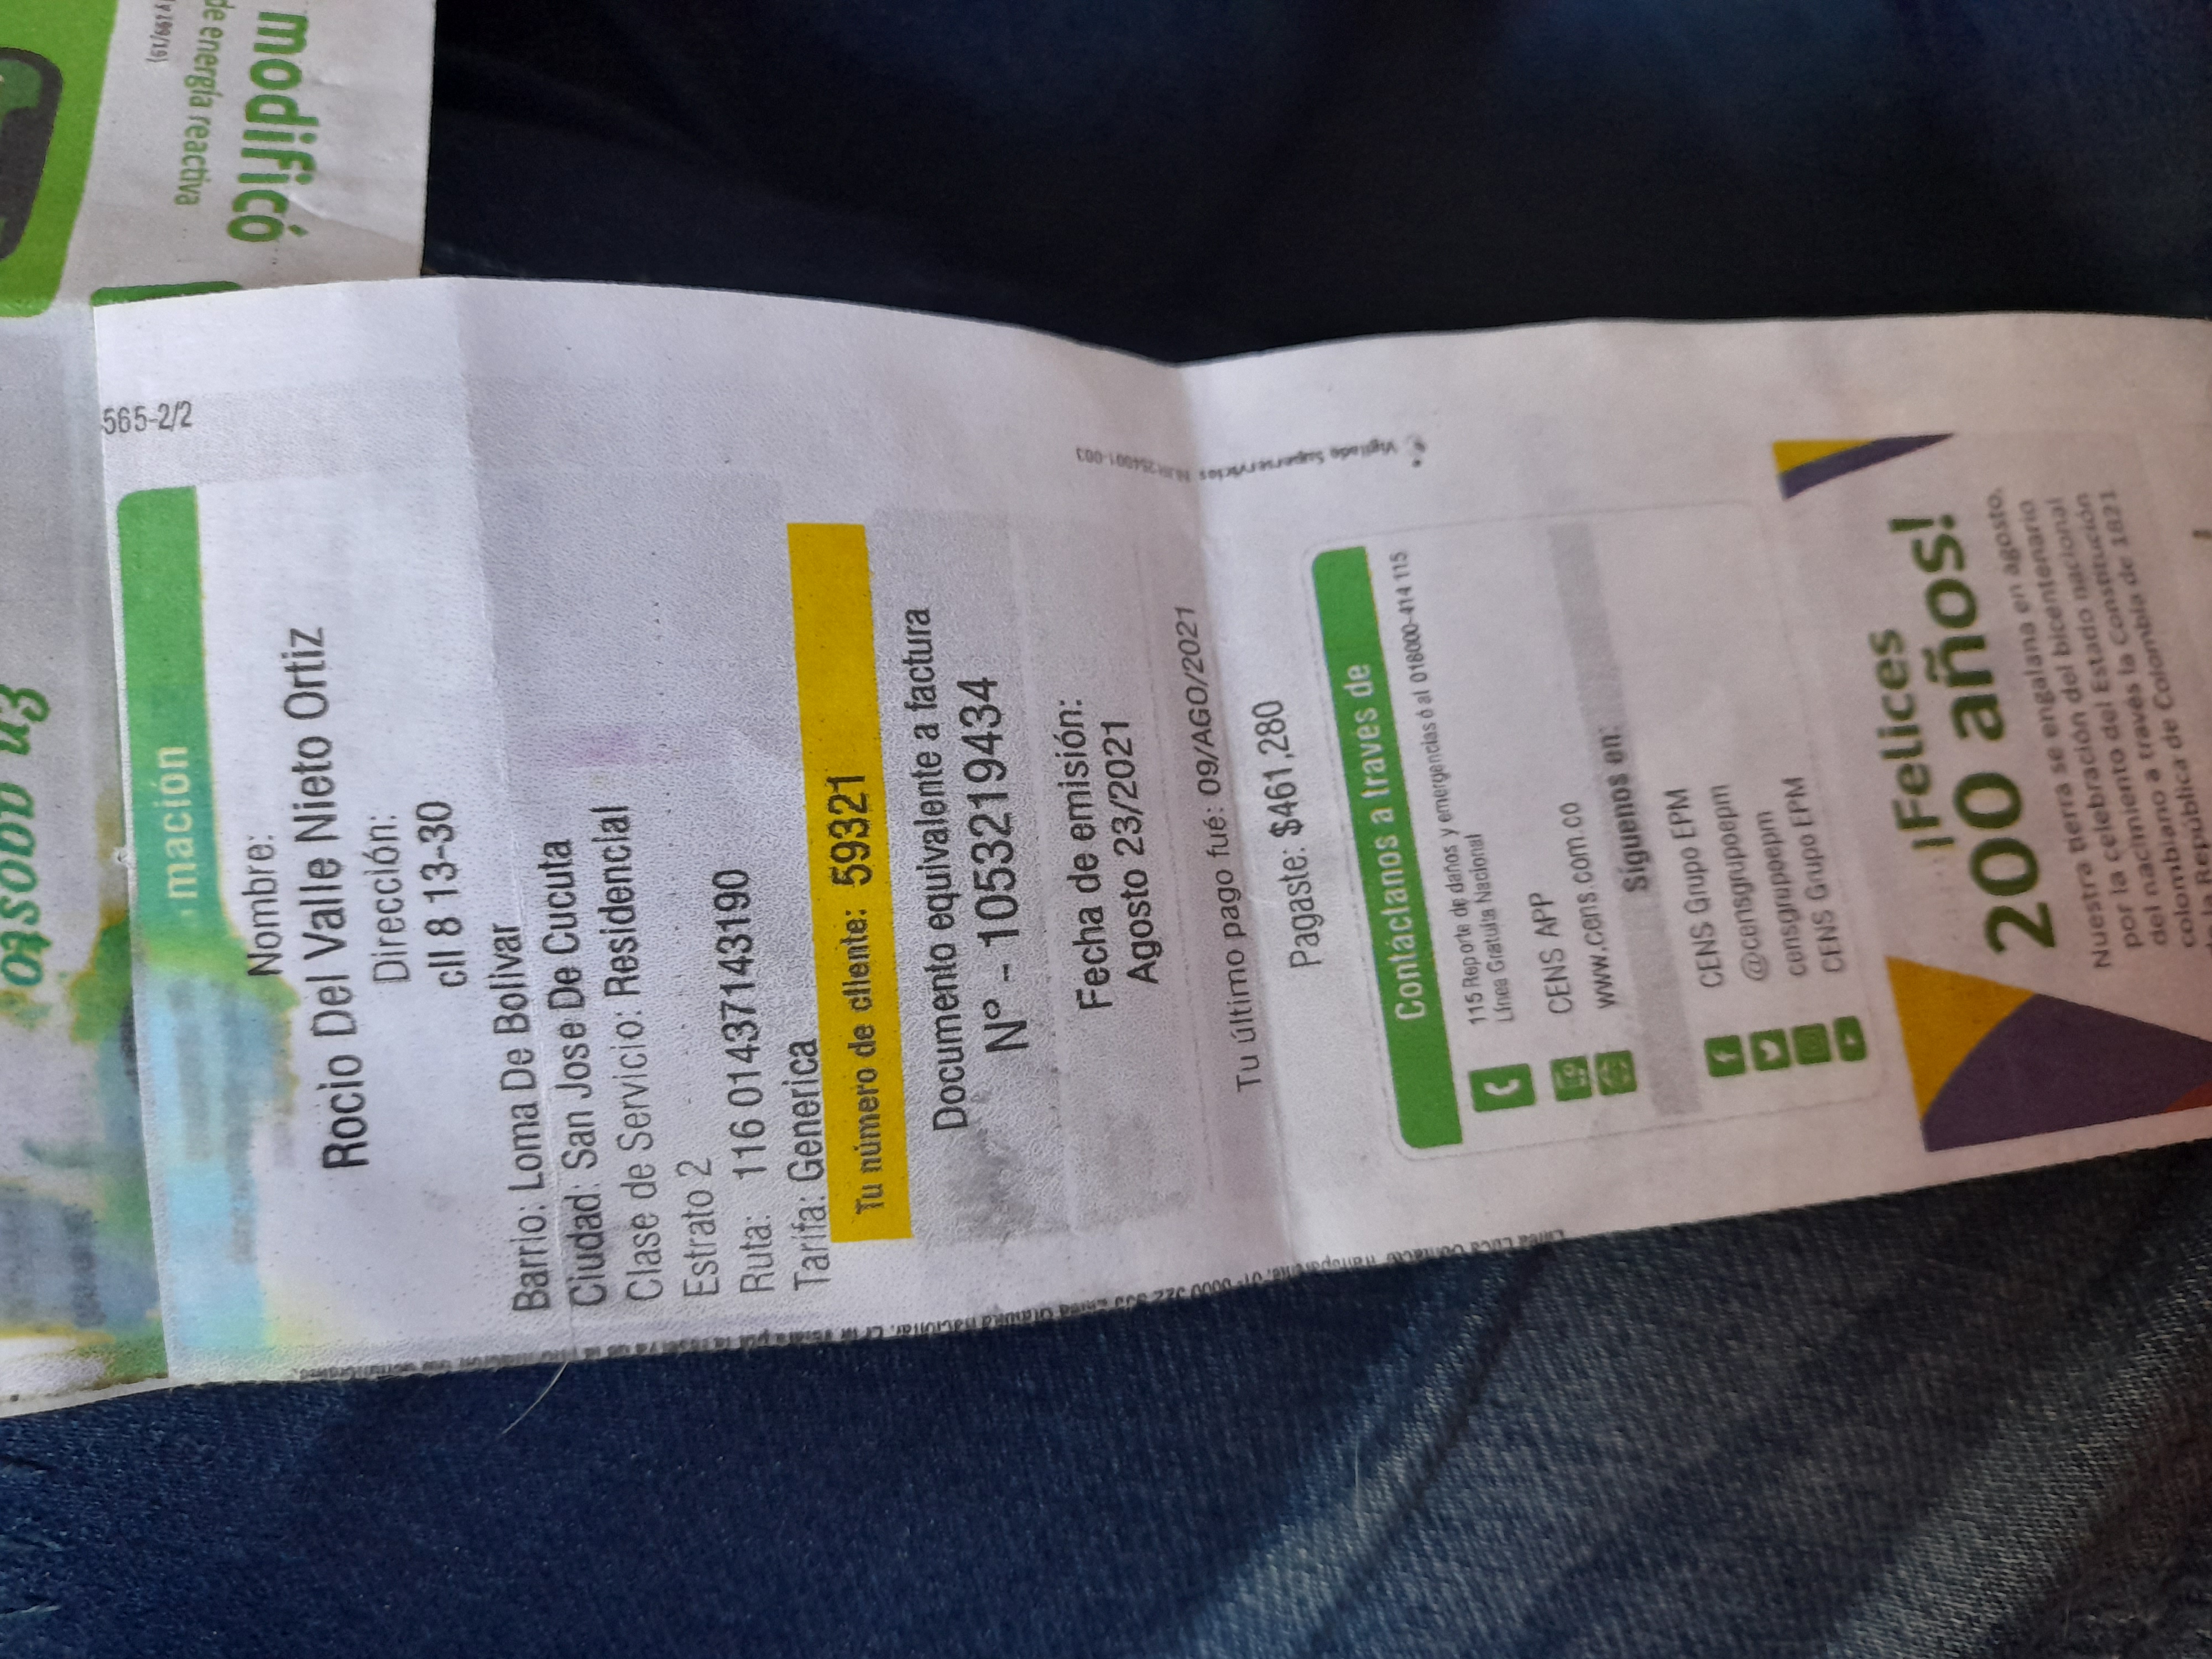 modificó
de energía reactiva
565-2/2
mación
Nombre:
Rocio Del Valle Nieto Ortiz
Dirección:
cll 8 13-30
Barrio: Loma De Bolivar
Ciudad: San Jose De Cucuta
Clase de Servicio: Residencial
Estrato 2
Ruta: 116 01437143190
Tarifa: Generica
Tu número de cliente: 59321
Documento equivalente a factura
N° - 1053219434
Fecha de emisión:
Agosto 23/2021
Tu último pago fué: 09/AGO/2021
Pagaste: $461,280
Vigilado Superservicios
Contáctanos a traves de
115 Reporte de daños y emergencias ó al 018000-414 115
Línea Gratuita Nacional
CENS APP
www.cens.com.co
Síguenos en:
CENS Grupo EPM
@censgrupoepm
censgrupoepm
CENS Grupo EPM
¡Felices
200 años!
Nuestra tierra se engalana en agosto,
por la celebración del bicentenario
del nacimiento del Estado nacional
colombiano a través la Constitución
República de Colombia de 1821